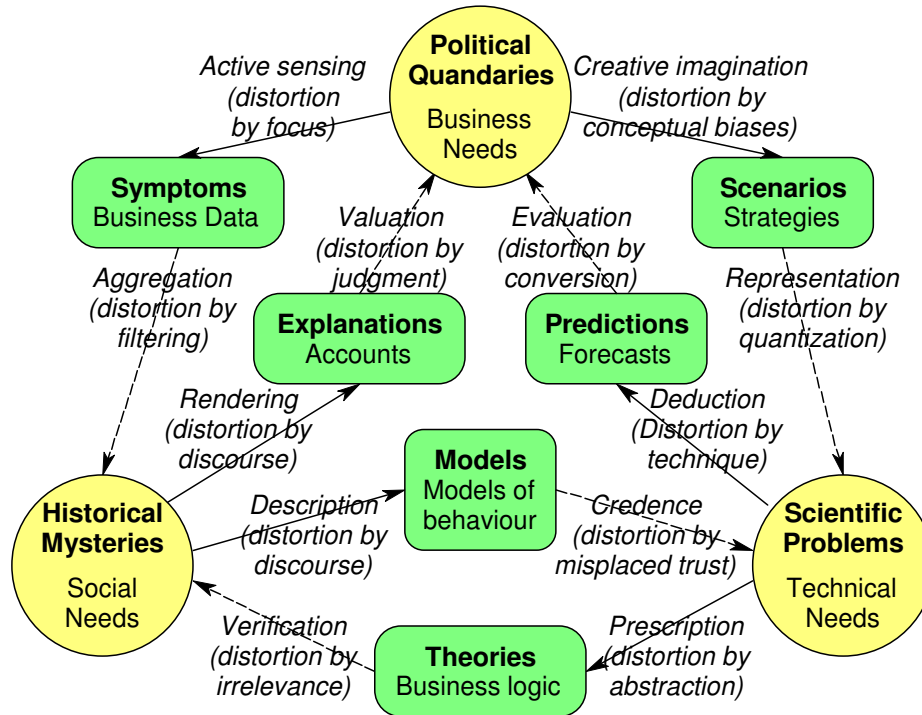 Political
Quandaries
Business
Needs
Active sensing
(distortion
by focus)
Creative imagination
(distortion by
conceptual biases)
Symptoms
Business Data
Scenarios
Strategies
Valuation
(distortion by
judgment)
Evaluation
(distortion by
conversion)
Aggregation
(distortion by
filtering)
Representation
(distortion by
quantization)
Explanations
Accounts
Predictions
Forecasts
Rendering
(distortion by
discourse)
Deduction
(Distortion by
technique)
Models
Models of
behaviour
Historical
Mysteries
Social
Needs
Description
(distortion by
discourse)
Credence
(distortion by
misplaced trust)
Scientific
Problems
Technical
Needs
Verification
(distortion by
irrelevance)
Theories
Business logic
Prescription
(distortion by
abstraction)